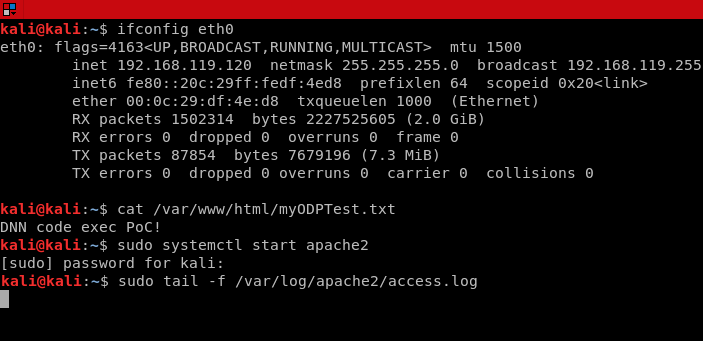 kali@kali:~$ ifconfig eth0
eth0: flags=4163<UP,BROADCAST,RUNNING,MULTICAST>  mtu 1500
        inet 192.168.119.120  netmask 255.255.255.0  broadcast 192.168.119.255
        inet6 fe80::20c:29ff:fedf:4ed8  prefixlen 64  scopeid 0x20<link>
        ether 00:0c:29:df:4e:d8  txqueuelen 1000  (Ethernet)
        RX packets 1502314  bytes 2227525605 (2.0 GiB)
        RX errors 0  dropped 0  overruns 0  frame 0
        TX packets 87854  bytes 7679196 (7.3 MiB)
        TX errors 0  dropped 0 overruns 0  carrier 0  collisions 0
kali@kali:~$ cat /var/www/html/myODPTest.txt
DNN code exec PoC!
kali@kali:~$ sudo systemctl start apache2
[sudo] password for kali:
kali@kali:~$ sudo tail -f /var/log/apache2/access.log